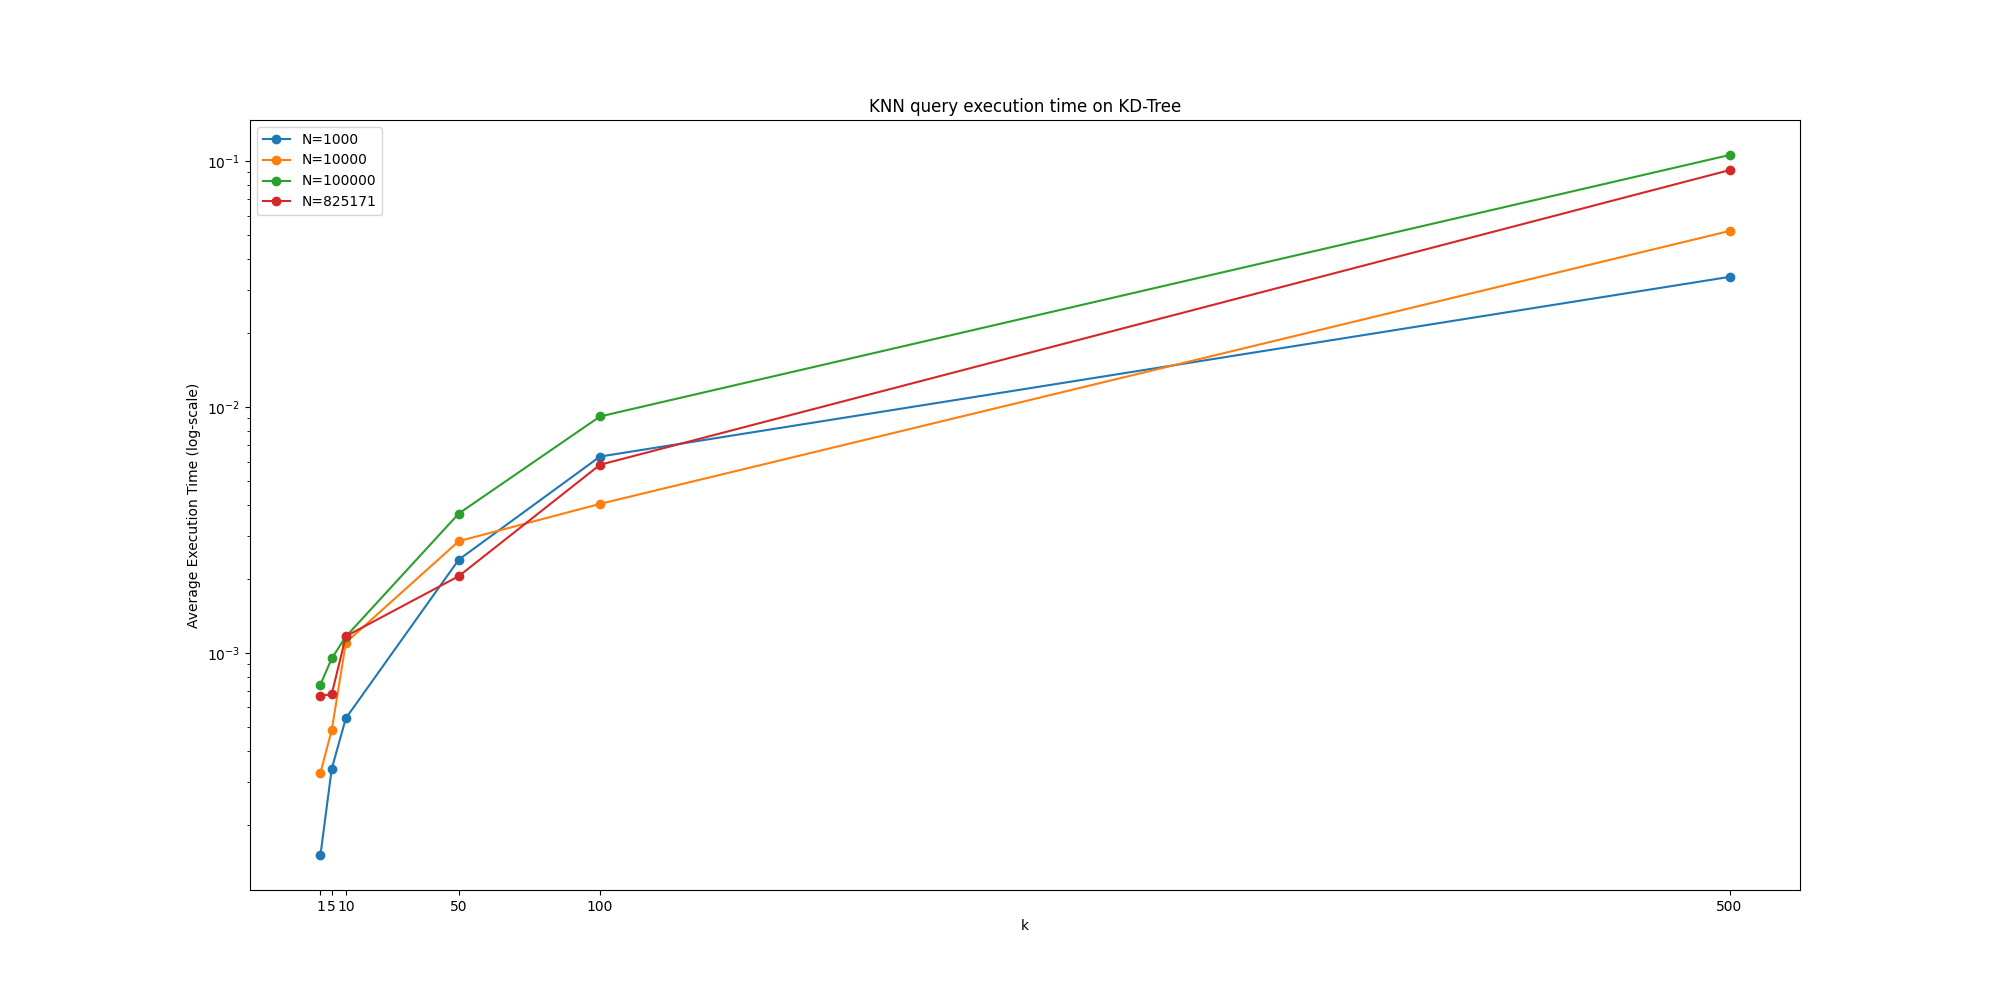 KNN query execution time on KD-Tree
N=1000
N=10000
N=100000
N=825171
10⁻¹
10⁻²
10⁻³
Average Execution Time (log-scale)
1 5 10 50 100 500
k